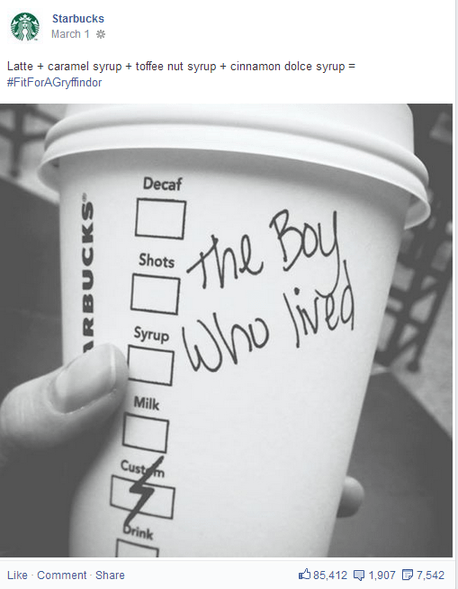 Starbucks
March 1
Latte + caramel syrup + toffee nut syrup + cinnamon dolce syrup =
#FitForAGryffindor
Decaf
Shots
Syrup
Milk
Custom
Drink
ARBUCKS®
The Boy
Who lived
Like · Comment · Share
85,412 1,907 7,542